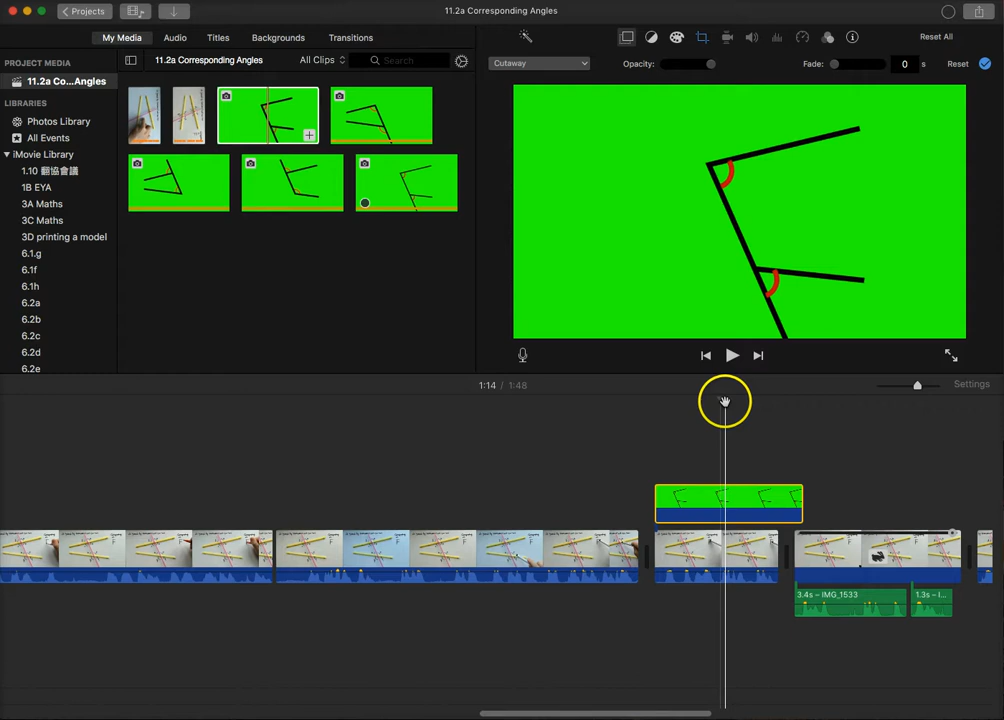 Projects
11.2a Corresponding Angles
My Media
Audio
Titles
Backgrounds
Transitions
Reset All
PROJECT MEDIA
11.2a Co...Angles
LIBRARIES
Photos Library
All Events
iMovie Library
1.10 翻協會議
1B EYA
3A Maths
3C Maths
3D printing a model
6.1.g
6.1f
6.1h
6.2a
6.2b
6.2c
6.2d
6.2e
11.2a Corresponding Angles
All Clips
Search
Cutaway
Opacity:
Fade:
0 s
Reset
1:14 / 1:48
Settings
3.4s – IMG_1533
1.3s – I...